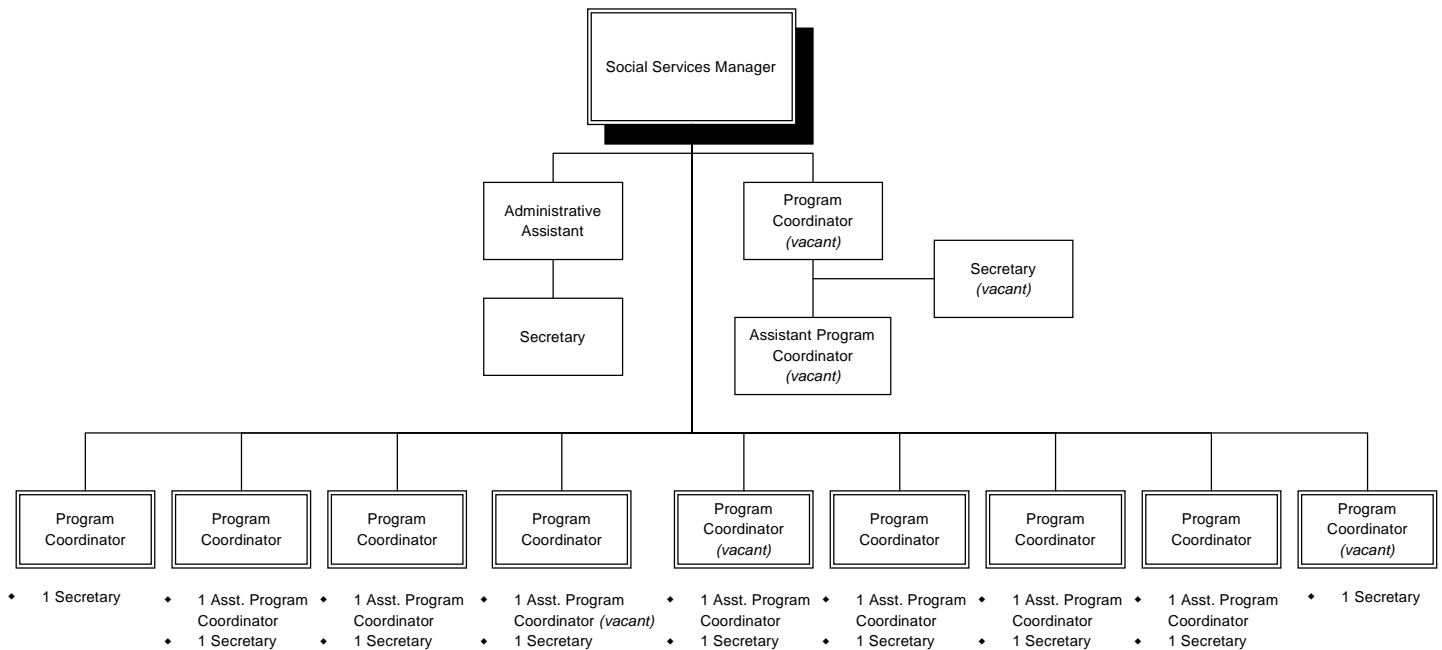 Social Services Manager
Administrative
Assistant
Program
Coordinator
(vacant)
Secretary
(vacant)
Secretary
Assistant Program
Coordinator
(vacant)
Program
Coordinator
Program
Coordinator
Program
Coordinator
Program
Coordinator
Program
Coordinator
(vacant)
Program
Coordinator
Program
Coordinator
Program
Coordinator
Program
Coordinator
(vacant)
◆ 1 Secretary
◆ 1 Asst. Program
Coordinator
◆ 1 Secretary
◆ 1 Asst. Program
Coordinator
◆ 1 Secretary
◆ 1 Asst. Program
Coordinator (vacant)
◆ 1 Secretary
◆ 1 Asst. Program
Coordinator
◆ 1 Secretary
◆ 1 Asst. Program
Coordinator
◆ 1 Secretary
◆ 1 Asst. Program
Coordinator
◆ 1 Secretary
◆ 1 Asst. Program
Coordinator
◆ 1 Secretary
◆ 1 Secretary